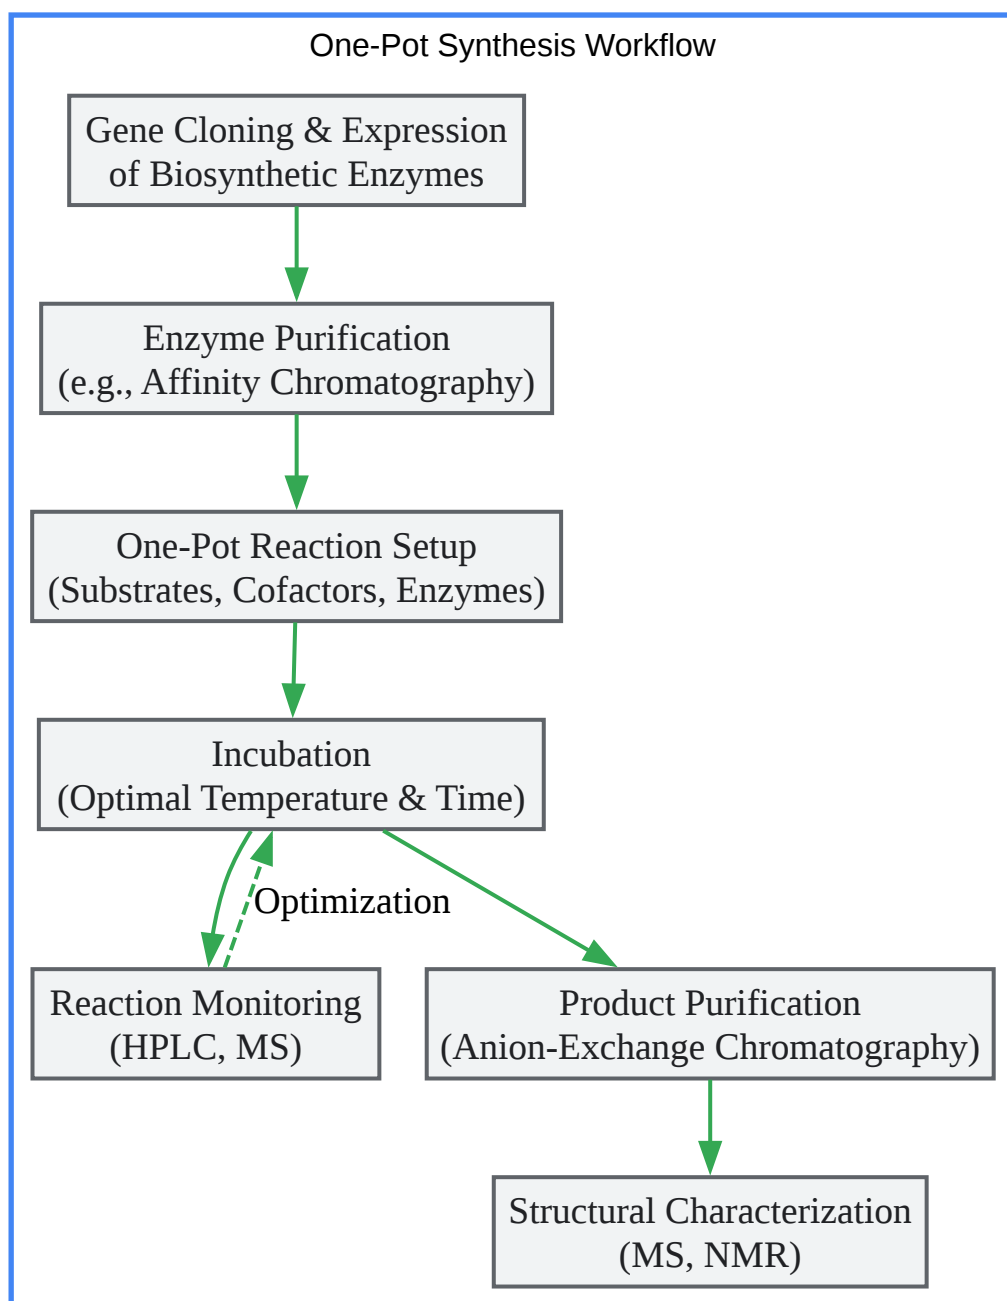 One-Pot Synthesis Workflow
Gene Cloning & Expression
of Biosynthetic Enzymes
Enzyme Purification
(e.g., Affinity Chromatography)
One-Pot Reaction Setup
(Substrates, Cofactors, Enzymes)
Incubation
(Optimal Temperature & Time)
Optimization
Reaction Monitoring
(HPLC, MS)
Product Purification
(Anion-Exchange Chromatography)
Structural Characterization
(MS, NMR)